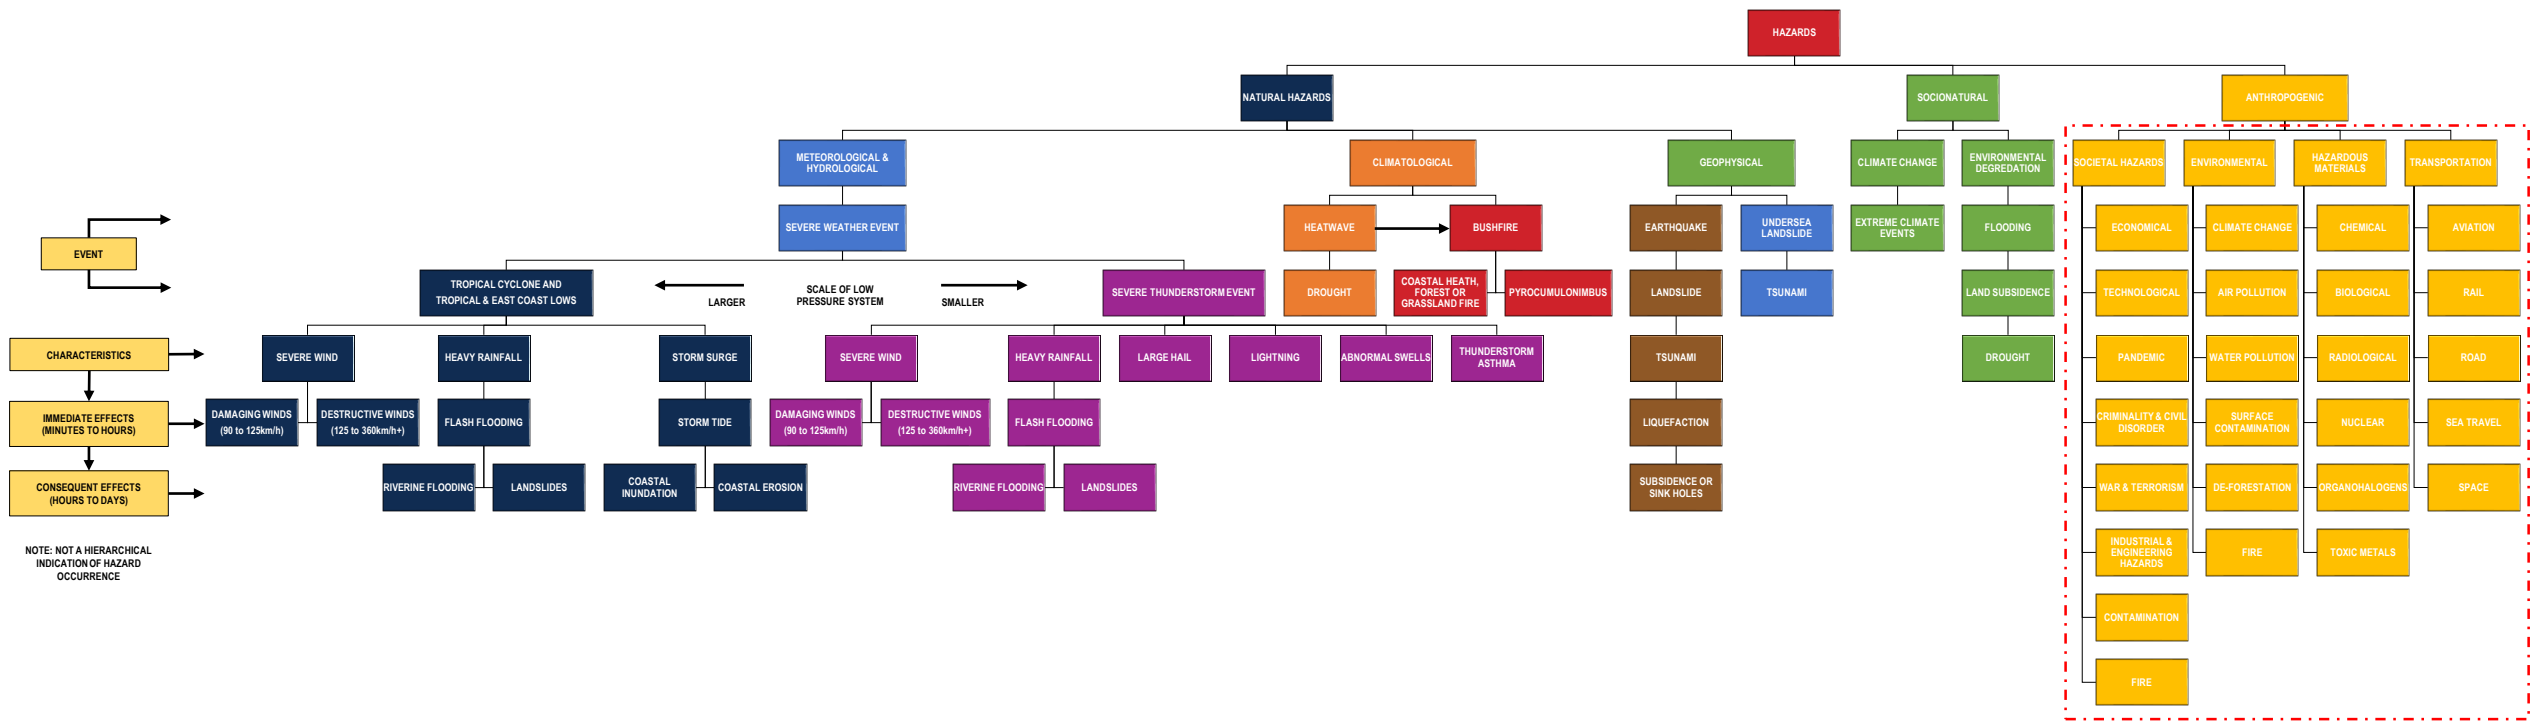 HAZARDS
NATURAL HAZARDS
SOCIONATURAL
ANTHROPOGENIC
METEOROLOGICAL &
HYDROLOGICAL
CLIMATOLOGICAL
GEOPHYSICAL
CLIMATE CHANGE
ENVIRONMENTAL
DEGREDATION
SOCIETAL HAZARDS
ENVIRONMENTAL
HAZARDOUS
MATERIALS
TRANSPORTATION
EVENT
SEVERE WEATHER EVENT
HEATWAVE
BUSHFIRE
EARTHQUAKE
UNDERSEA
LANDSLIDE
EXTREME CLIMATE
EVENTS
FLOODING
ECONOMICAL
CLIMATE CHANGE
CHEMICAL
AVIATION
TROPICAL CYCLONE AND
TROPICAL & EAST COAST LOWS
LARGER
SCALE OF LOW
PRESSURE SYSTEM
SMALLER
SEVERE THUNDERSTORM EVENT
DROUGHT
COASTAL HEATH,
FOREST OR
GRASSLAND FIRE
PYROCUMULONIMBUS
LANDSLIDE
TSUNAMI
LAND SUBSIDENCE
TECHNOLOGICAL
AIR POLLUTION
BIOLOGICAL
RAIL
CHARACTERISTICS
SEVERE WIND
HEAVY RAINFALL
STORM SURGE
SEVERE WIND
HEAVY RAINFALL
LARGE HAIL
LIGHTNING
ABNORMAL SWELLS
THUNDERSTORM
ASTHMA
TSUNAMI
DROUGHT
PANDEMIC
WATER POLLUTION
RADIOLOGICAL
ROAD
IMMEDIATE EFFECTS
(MINUTES TO HOURS)
DAMAGING WINDS
(90 to 125km/h)
DESTRUCTIVE WINDS
(125 to 360km/h+)
FLASH FLOODING
STORM TIDE
DAMAGING WINDS
(90 to 125km/h)
DESTRUCTIVE WINDS
(125 to 360km/h+)
FLASH FLOODING
LIQUEFACTION
CRIMINALITY & CIVIL
DISORDER
SURFACE
CONTAMINATION
NUCLEAR
SEA TRAVEL
CONSEQUENT EFFECTS
(HOURS TO DAYS)
RIVERINE FLOODING
LANDSLIDES
COASTAL
INUNDATION
COASTAL EROSION
RIVERINE FLOODING
LANDSLIDES
SUBSIDENCE OR
SINK HOLES
WAR & TERRORISM
DE-FORESTATION
ORGANOHALOGENS
SPACE
NOTE: NOT A HIERARCHICAL
INDICATION OF HAZARD
OCCURRENCE
INDUSTRIAL &
ENGINEERING
HAZARDS
FIRE
TOXIC METALS
CONTAMINATION
FIRE